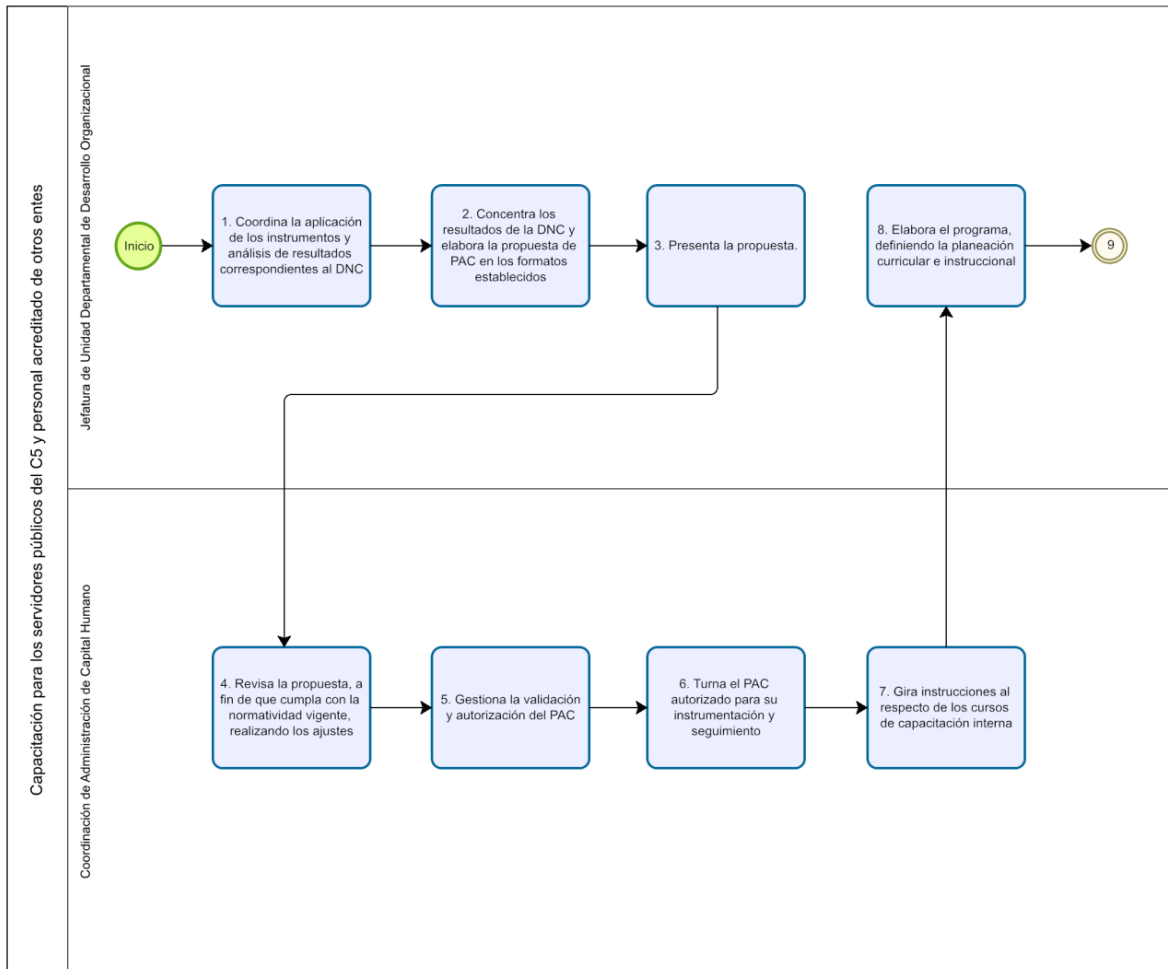 Capacitación para los servidores públicos del C5 y personal acreditado de otros entes
Jefatura de Unidad Departamental de Desarrollo Organizacional
Inicio
1. Coordina la aplicación
de los instrumentos y
análisis de resultados
correspondientes al DNC
2. Concentra los
resultados de la DNC y
elabora la propuesta de
PAC en los formatos
establecidos
3. Presenta la propuesta.
8. Elabora el programa,
definiendo la planeación
curricular e instruccional
9
Coordinación de Administración de Capital Humano
4. Revisa la propuesta, a
fin de que cumpla con la
normatividad vigente,
realizando los ajustes
5. Gestiona la validación
y autorización del PAC
6. Turna el PAC
autorizado para su
instrumentación y
seguimiento
7. Gira instrucciones al
respecto de los cursos
de capacitación interna